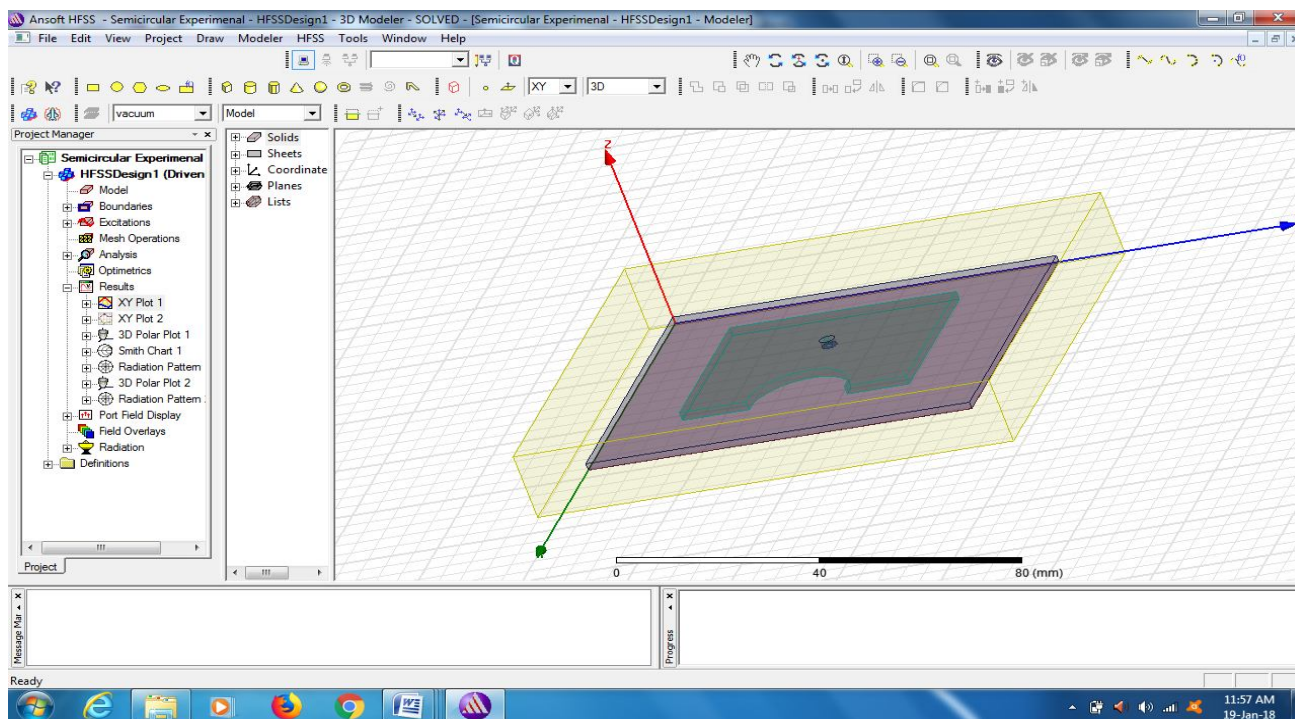 Ansoft HFSS - Semicircular Experimenal - HFSSDesign1 - 3D Modeler - SOLVED - [Semicircular Experimenal - HFSSDesign1 - Modeler]
File Edit View Project Draw Modeler HFSS Tools Window Help
XY 3D
vacuum Model
Project Manager
Semicircular Experimenal
HFSSDesign1 (Driven
Model
Boundaries
Excitations
Mesh Operations
Analysis
Optimetrics
Results
XY Plot 1
XY Plot 2
3D Polar Plot 1
Smith Chart 1
Radiation Pattern
3D Polar Plot 2
Radiation Pattern
Port Field Display
Field Overlays
Radiation
Definitions
Project
Solids
Sheets
Coordinate
Planes
Lists
Z
0 40 80 (mm)
Message Mar
Progress
Ready
11:57 AM
19-Jan-18